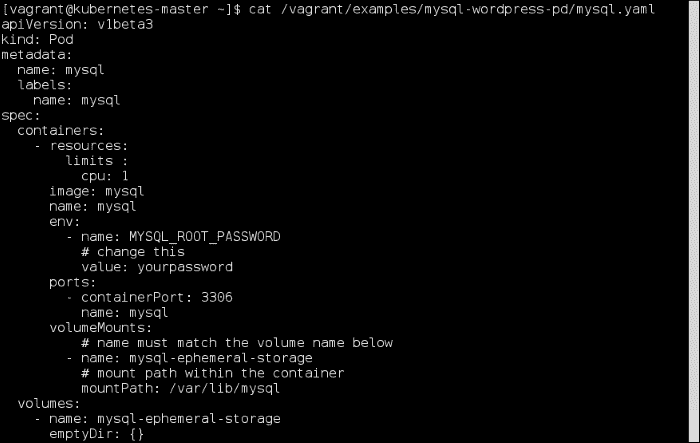 [vagrant@kubernetes-master ~]$ cat /vagrant/examples/mysql-wordpress-pd/mysql.yaml
apiVersion: v1beta3
kind: Pod
metadata:
  name: mysql
  labels:
    name: mysql
spec:
  containers:
    - resources:
        limits :
          cpu: 1
      image: mysql
      name: mysql
      env:
        - name: MYSQL_ROOT_PASSWORD
          # change this
          value: yourpassword
      ports:
        - containerPort: 3306
          name: mysql
      volumeMounts:
          # name must match the volume name below
        - name: mysql-ephemeral-storage
          # mount path within the container
          mountPath: /var/lib/mysql
  volumes:
    - name: mysql-ephemeral-storage
      emptyDir: {}